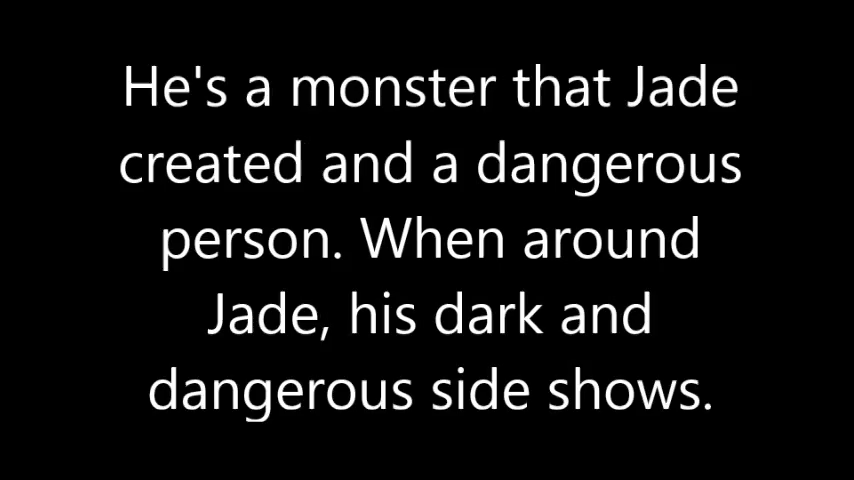 He's a monster that Jade
created and a dangerous
person. When around
Jade, his dark and
dangerous side shows.